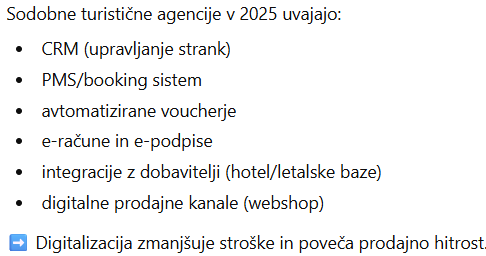 Sodobne turistične agencije v 2025 uvajajo:
• CRM (upravljanje strank)
• PMS/booking sistem
• avtomatizirane voucherje
• e-račune in e-podpise
• integracije z dobavitelji (hotel/letalske baze)
• digitalne prodajne kanale (webshop)
➡️ Digitalizacija zmanjšuje stroške in poveča prodajno hitrost.